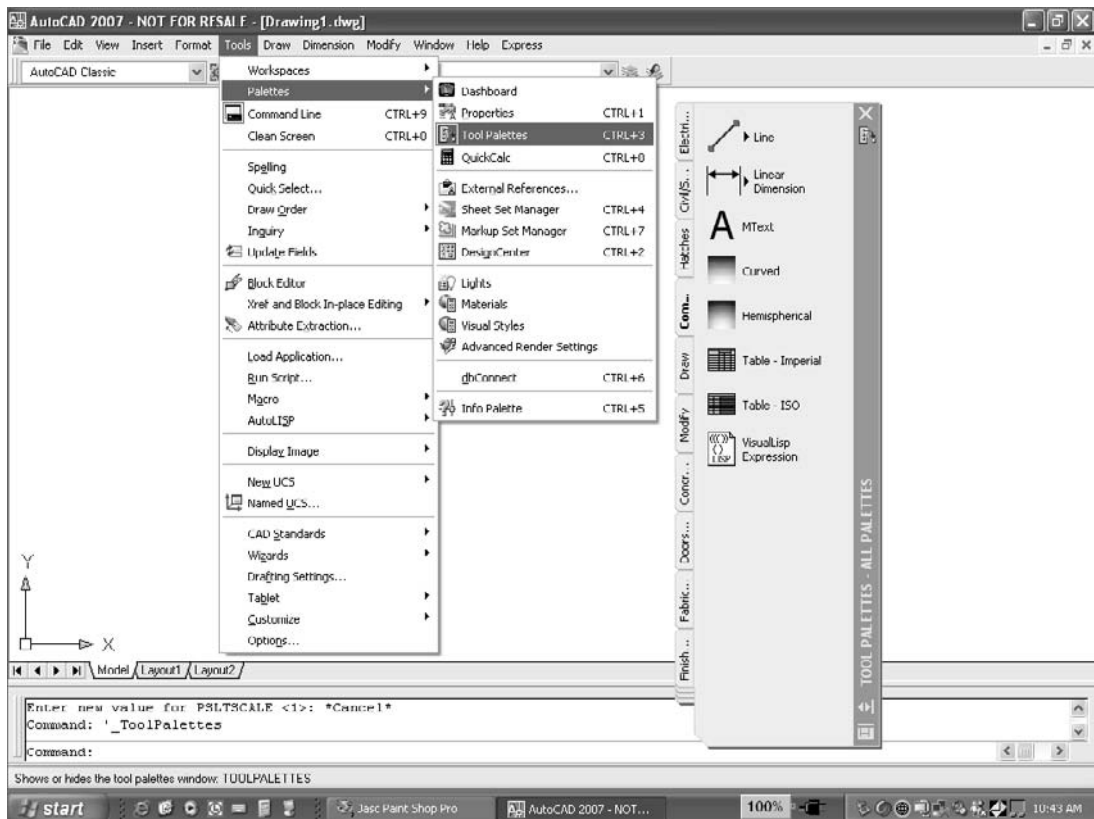 AutoCAD 2007 - NOT FOR RESALE - [Drawing1.dwg]
File Edit View Insert Format Tools Draw Dimension Modify Window Help Express
AutoCAD Classic
Workspaces
Palettes
Command Line CTRL+9
Clean Screen CTRL+0
Spelling
Quick Select...
Draw Order
Inquiry
Update Fields
Block Editor
Xref and Block In-place Editing
Attribute Extraction...
Load Application...
Run Script...
Macro
AutoLISP
Display Image
New UCS
Named UCS...
CAD Standards
Wizards
Drafting Settings...
Tablet
Customize
Options...
Dashboard
Properties CTRL+1
Tool Palettes CTRL+3
QuickCalc CTRL+8
External References...
Sheet Set Manager CTRL+4
Markup Set Manager CTRL+7
DesignCenter CTRL+2
Lights
Materials
Visual Styles
Advanced Render Settings
dbConnect CTRL+6
Info Palette CTRL+5
Electri...
Civil/S...
Hatches
Com...
Draw
Modify
Concr...
Doors...
Fabric...
Finish ...
Line
Linear
Dimension
A MText
Curved
Hemispherical
Table - Imperial
Table - ISO
VisualLisp
Expression
LISP
TOOL PALETTES - ALL PALETTES
Y
X
Model Layout1 Layout2
Enter new value for PSLTSCALE <1>: *Cancel*
Command: '_ToolPalettes
Command:
Shows or hides the tool palettes window: TOOLPALETTES
start Jasc Paint Shop Pro AutoCAD 2007 - NOT... 100% 10:43 AM